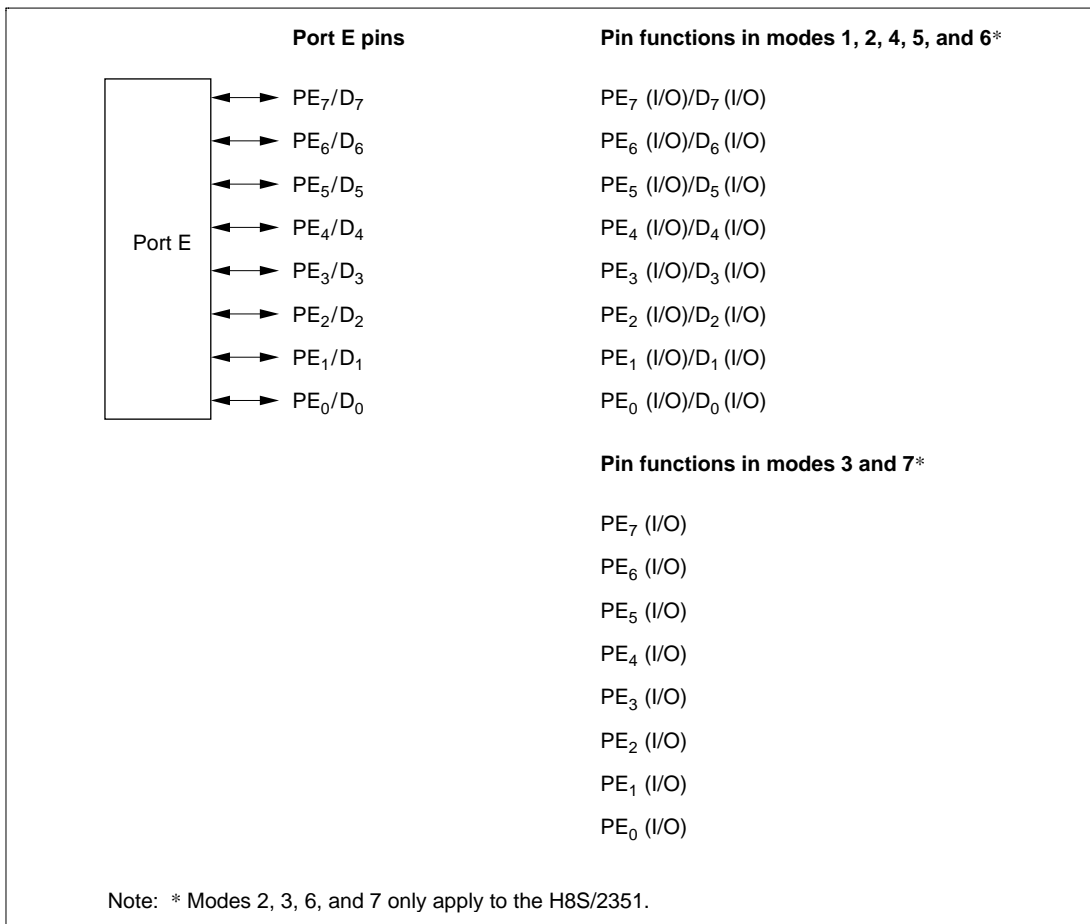 Port E pins Pin functions in modes 1, 2, 4, 5, and 6*
Port E
PE₇/D₇ PE₇ (I/O)/D₇ (I/O)
PE₆/D₆ PE₆ (I/O)/D₆ (I/O)
PE₅/D₅ PE₅ (I/O)/D₅ (I/O)
PE₄/D₄ PE₄ (I/O)/D₄ (I/O)
PE₃/D₃ PE₃ (I/O)/D₃ (I/O)
PE₂/D₂ PE₂ (I/O)/D₂ (I/O)
PE₁/D₁ PE₁ (I/O)/D₁ (I/O)
PE₀/D₀ PE₀ (I/O)/D₀ (I/O)
Pin functions in modes 3 and 7*
PE₇ (I/O)
PE₆ (I/O)
PE₅ (I/O)
PE₄ (I/O)
PE₃ (I/O)
PE₂ (I/O)
PE₁ (I/O)
PE₀ (I/O)
Note: * Modes 2, 3, 6, and 7 only apply to the H8S/2351.